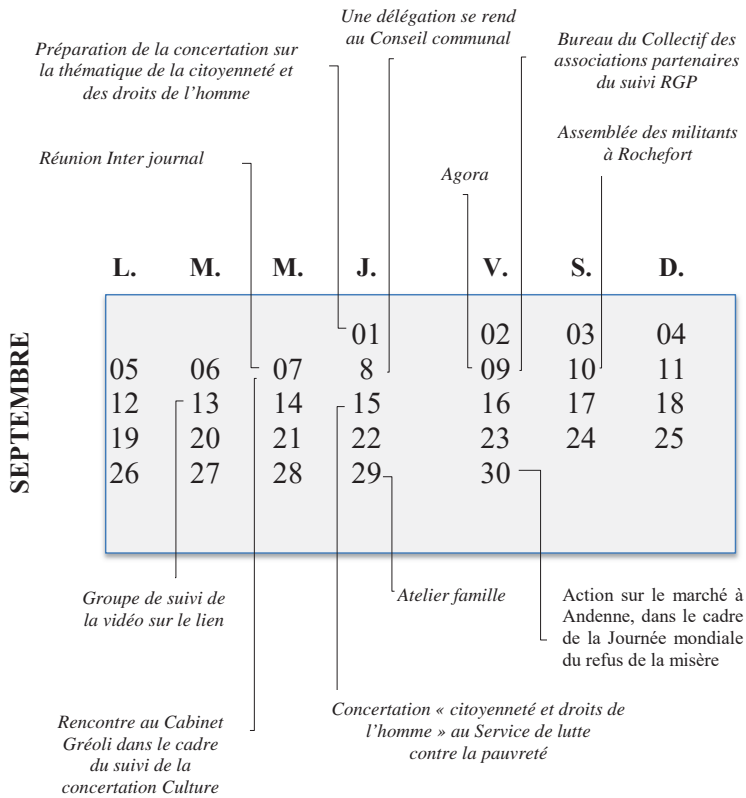 Une délégation se rend
au Conseil communal
Préparation de la concertation sur
la thématique de la citoyenneté et
des droits de l'homme
Bureau du Collectif des
associations partenaires
du suivi RGP
Assemblée des militants
à Rochefort
Réunion Inter journal
Agora
L. M. M. J. V. S. D.
SEPTEMBRE
01 02 03 04
05 06 07 8 09 10 11
12 13 14 15 16 17 18
19 20 21 22 23 24 25
26 27 28 29 30
Groupe de suivi de
la vidéo sur le lien
Atelier famille
Action sur le marché à
Andenne, dans le cadre
de la Journée mondiale
du refus de la misère
Rencontre au Cabinet
Gréoli dans le cadre
du suivi de la
concertation Culture
Concertation « citoyenneté et droits de
l'homme » au Service de lutte
contre la pauvreté